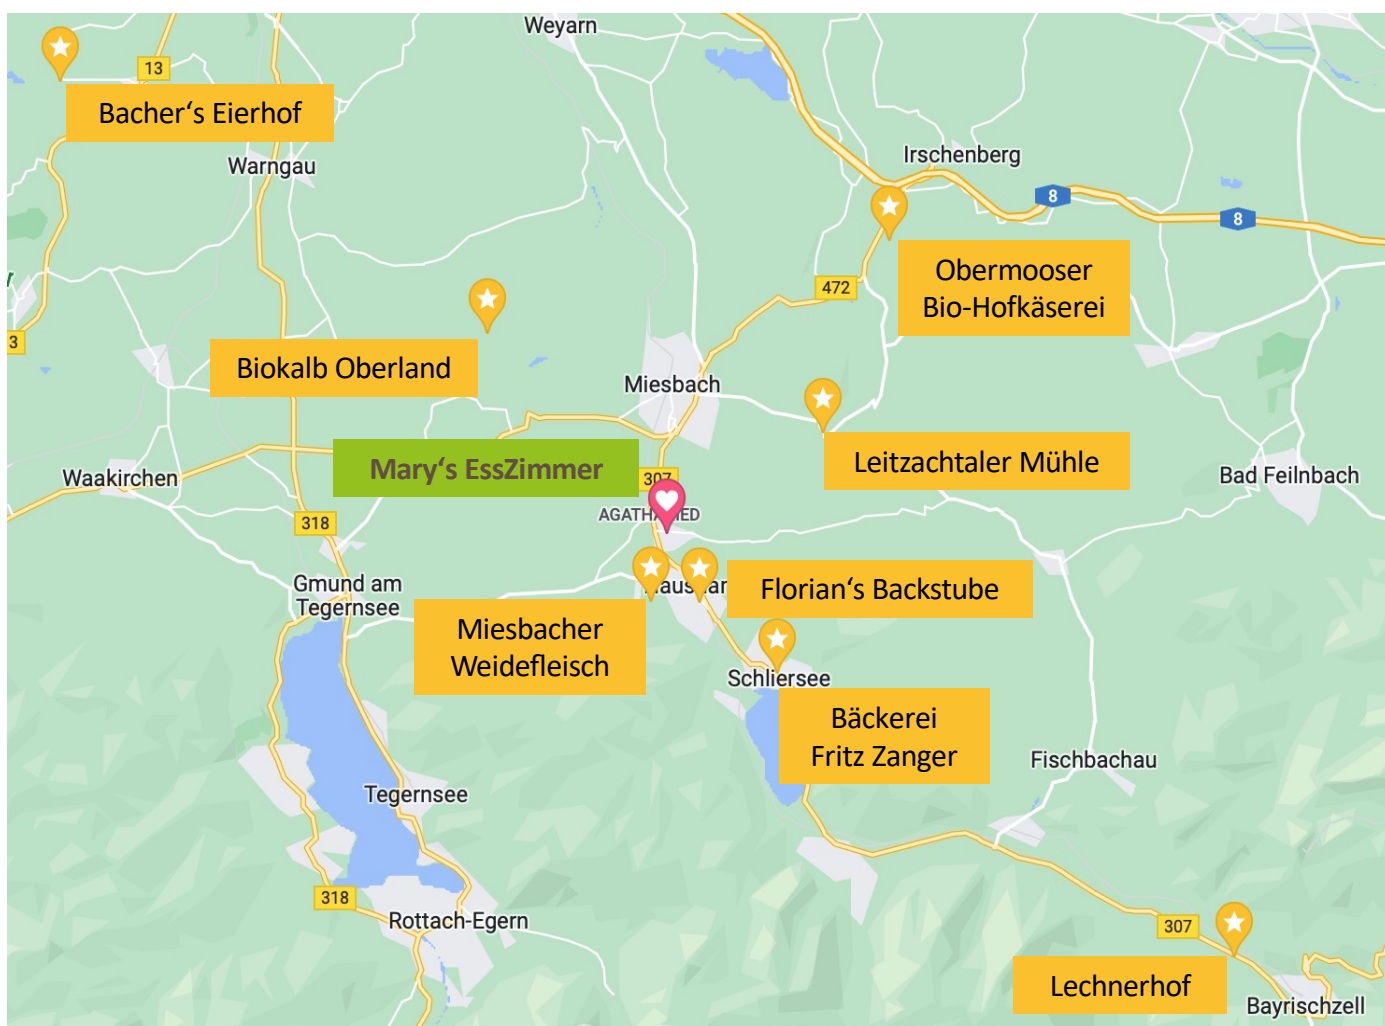 Weyarn
13
Bacher‘s Eierhof
Warngau
Irschenberg
8
8
Obermooser
Bio-Hofkäserei
472
3
Biokalb Oberland
Miesbach
Mary‘s EssZimmer
307
Leitzachtaler Mühle
Waakirchen
Bad Feilnbach
318
Gmund am
Tegernsee
Florian‘s Backstube
Miesbacher
Weidefleisch
Schliersee
Bäckerei
Fritz Zanger
Fischbachau
Tegernsee
318
Rottach-Egern
307
Lechnerhof
Bayrischzell